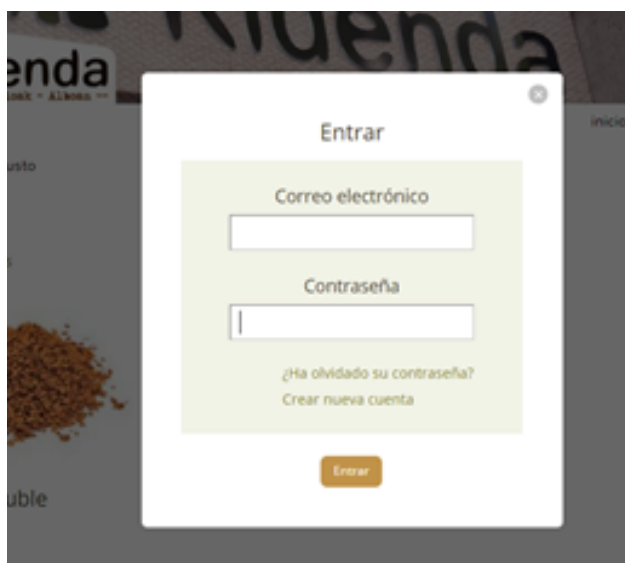 Ridenda
enda
inicio
Entrar
usto
Correo electrónico
Contraseña
¿Ha olvidado su contraseña?
Crear nueva cuenta
Entrar
uble